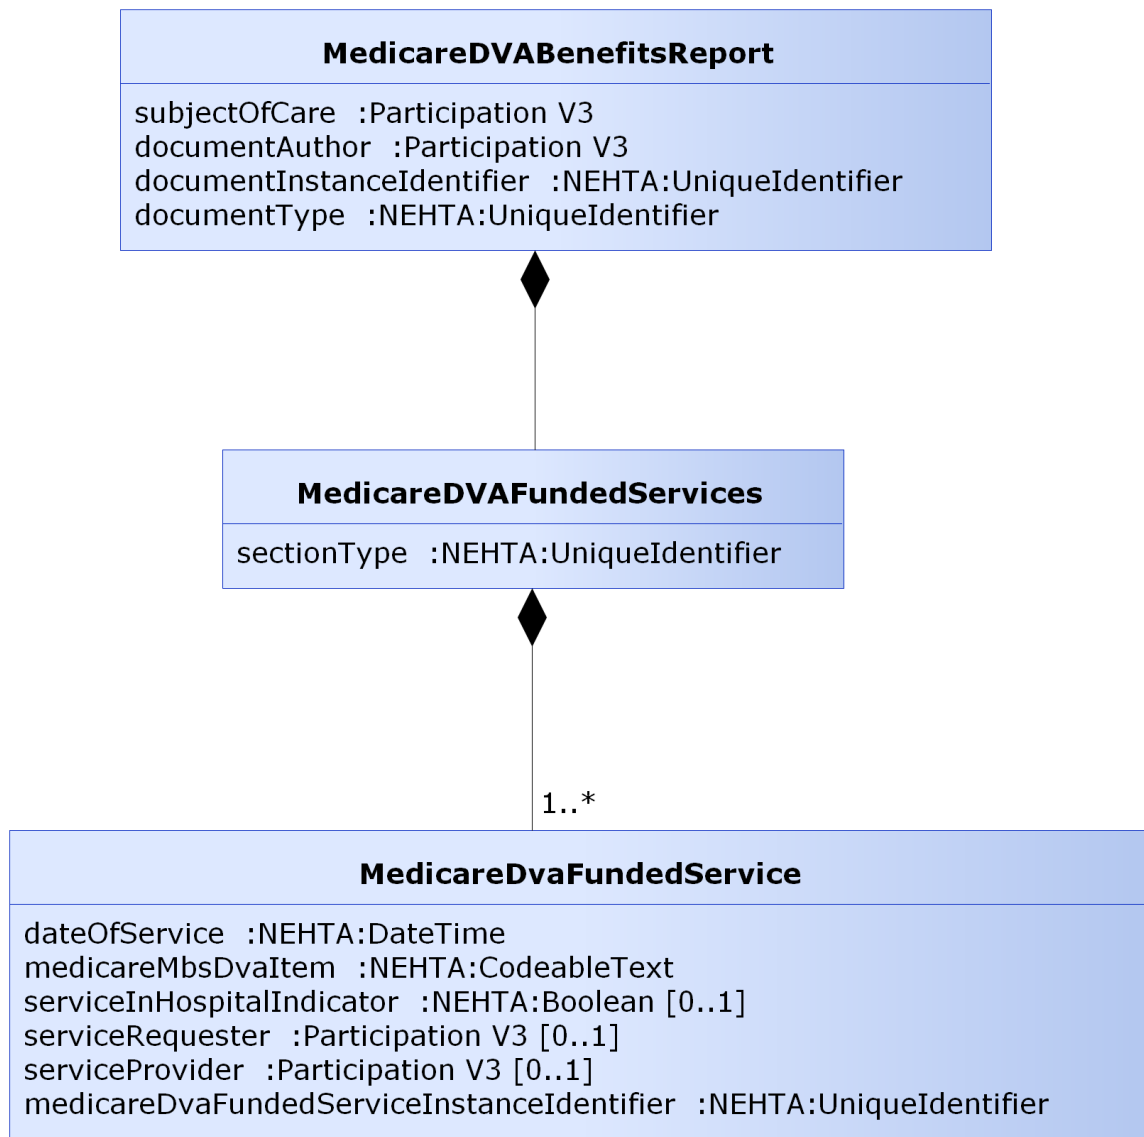 MedicareDVABenefitsReport
subjectOfCare :Participation V3
documentAuthor :Participation V3
documentInstanceIdentifier :NEHTA:UniqueIdentifier
documentType :NEHTA:UniqueIdentifier
MedicareDVAFundedServices
sectionType :NEHTA:UniqueIdentifier
1..*
MedicareDvaFundedService
dateOfService :NEHTA:DateTime
medicareMbsDvaItem :NEHTA:CodeableText
serviceInHospitalIndicator :NEHTA:Boolean [0..1]
serviceRequester :Participation V3 [0..1]
serviceProvider :Participation V3 [0..1]
medicareDvaFundedServiceInstanceIdentifier :NEHTA:UniqueIdentifier